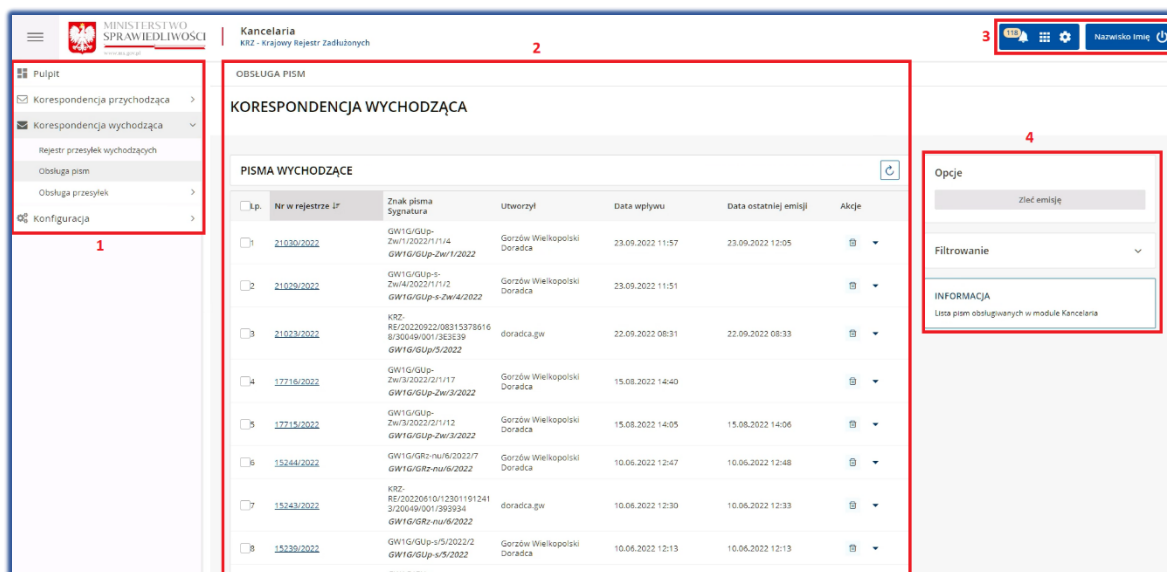 MINISTERSTWO
SPRAWIEDLIWOŚCI
Kancelaria
KRZ - Krajowy Rejestr Zadłużonych
2
3
118
Nazwisko Imię
Pulpit
Korespondencja przychodząca
Korespondencja wychodząca
Rejestr przesyłek wychodzących
Obsługa pism
Obsługa przesyłek
Konfiguracja
1
OBSŁUGA PISM
KORESPONDENCJA WYCHODZĄCA
PISMA WYCHODZĄCE
Lp. Nr w rejestrze Znak pisma Utworzył Data wpływu Data ostatniej emisji Akcje
Sygnatura
GW1G/GUp-
1 21030/2022 Zw/1/2022/1/1/4 Gorzów Wielkopolski Doradca 23.09.2022 11:57 23.09.2022 12:05
GW1G/GUp-Zw/1/2022
GW1G/GUp-s-
2 21029/2022 Zw/4/2022/1/1/2 Gorzów Wielkopolski Doradca 23.09.2022 11:51
GW1G/GUp-s-Zw/4/2022
KRZ-
RE/20220922/08315378616
3 21023/2022 8/30049/001/3E3E39 doradca.gw 22.09.2022 08:31 22.09.2022 08:33
GW1G/GUp/5/2022
GW1G/GUp-
4 17716/2022 Zw/3/2022/2/1/17 Gorzów Wielkopolski Doradca 15.08.2022 14:40
GW1G/GUp-Zw/3/2022
GW1G/GUp-
5 17715/2022 Zw/3/2022/2/1/12 Gorzów Wielkopolski Doradca 15.08.2022 14:05 15.08.2022 14:06
GW1G/GUp-Zw/3/2022
6 15244/2022 GW1G/GRz-nu/6/2022/7 Gorzów Wielkopolski Doradca 10.06.2022 12:47 10.06.2022 12:48
GW1G/GRz-nu/6/2022
KRZ-
RE/20220610/12301191241
7 15243/2022 3/20049/001/393934 doradca.gw 10.06.2022 12:30 10.06.2022 12:33
GW1G/GRz-nu/6/2022
8 15239/2022 GW1G/GUp-s/5/2022/2 Gorzów Wielkopolski Doradca 10.06.2022 12:13 10.06.2022 12:13
GW1G/GUp-s/5/2022
4
Opcje
Zleć emisję
Filtrowanie
INFORMACJA
Lista pism obsługiwanych w module Kancelaria